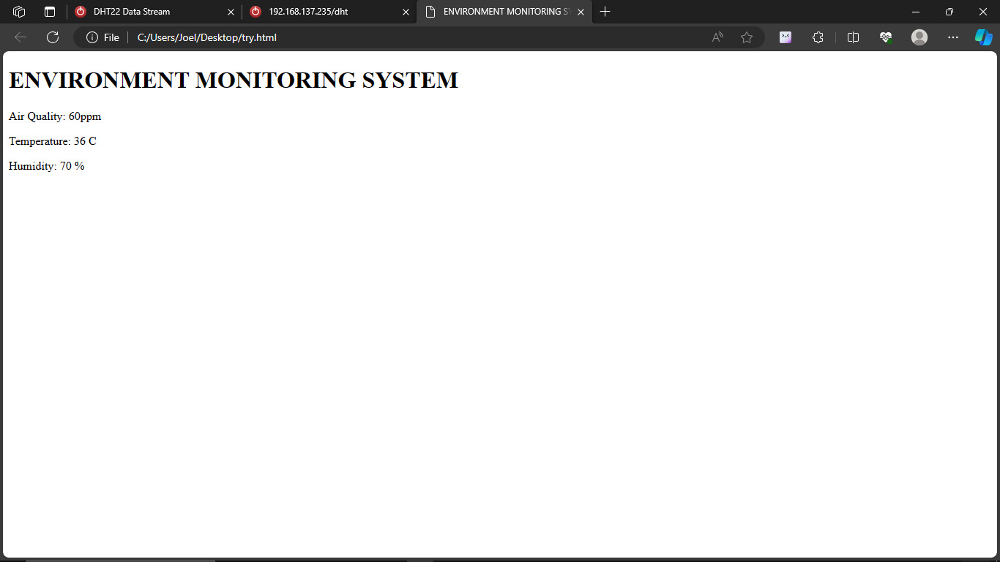 DHT22 Data Stream
192.168.137.235/dht
ENVIRONMENT MONITORING SY
File
C:/Users/Joel/Desktop/try.html
ENVIRONMENT MONITORING SYSTEM
Air Quality: 60ppm
Temperature: 36 C
Humidity: 70 %